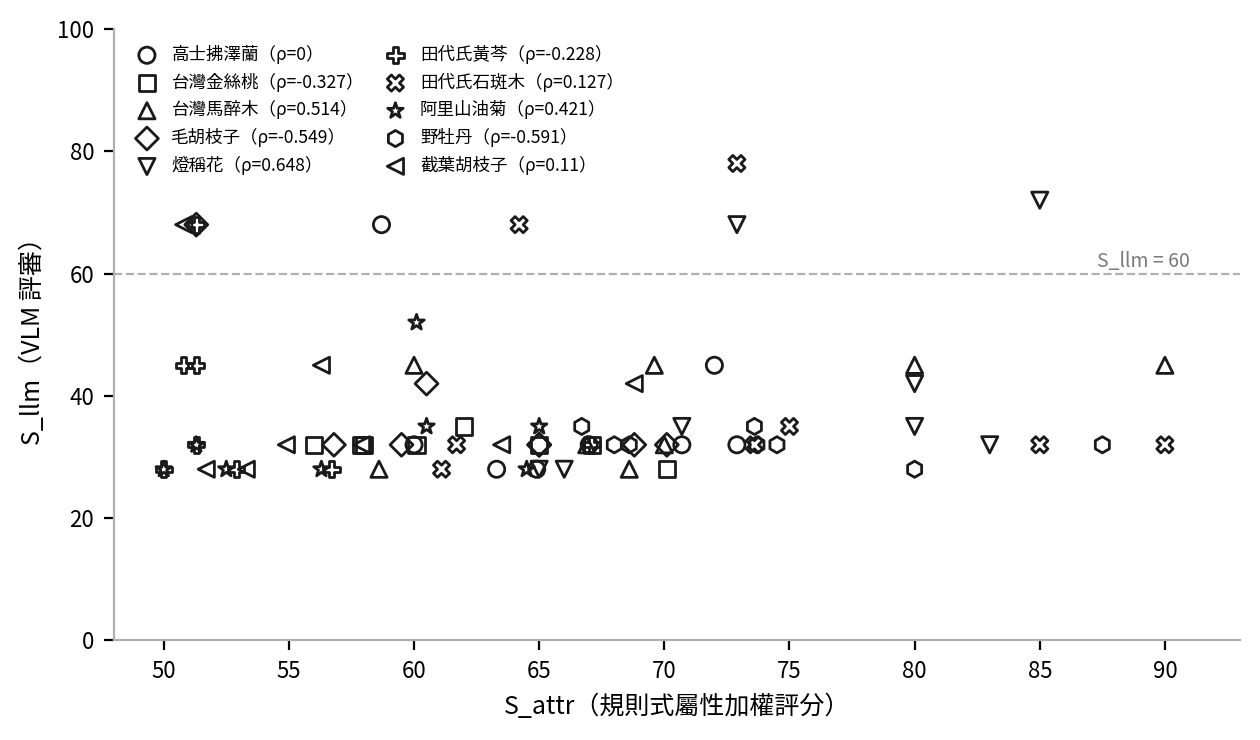 高士拂澤蘭（ρ=0）
台灣金絲桃（ρ=-0.327）
台灣馬醉木（ρ=0.514）
毛胡枝子（ρ=-0.549）
燈稱花（ρ=0.648）
田代氏黃芩（ρ=-0.228）
田代氏石斑木（ρ=0.127）
阿里山油菊（ρ=0.421）
野牡丹（ρ=-0.591）
截葉胡枝子（ρ=0.11）
S_llm = 60
100
80
60
40
20
0
S_llm（VLM 評審）
50 55 60 65 70 75 80 85 90
S_attr（規則式屬性加權評分）